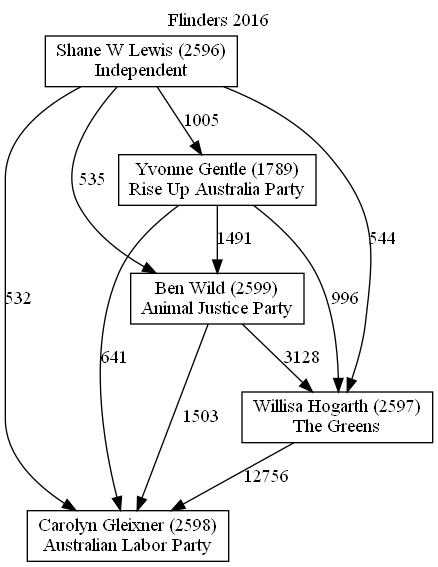 Flinders 2016
Shane W Lewis (2596)
Independent
1005
535
Yvonne Gentle (1789)
Rise Up Australia Party
1491
544
532
641
996
Ben Wild (2599)
Animal Justice Party
3128
1503
Willisa Hogarth (2597)
The Greens
12756
Carolyn Gleixner (2598)
Australian Labor Party